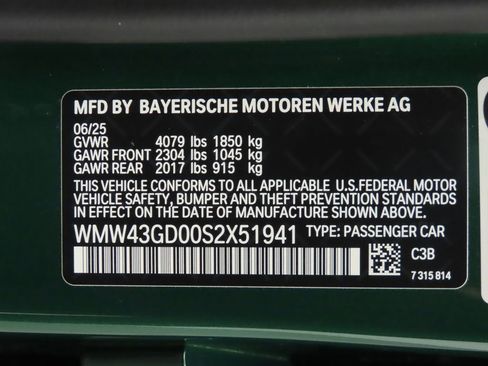 MFD BY BAYERISCHE MOTOREN WERKE AG
06/25
GVWR 4079 lbs 1850 kg
GAWR FRONT 2304 lbs 1045 kg
GAWR REAR 2017 lbs 915 kg
THIS VEHICLE CONFORMS TO ALL APPLICABLE U.S.FEDERAL MOTOR
VEHICLE SAFETY, BUMPER AND THEFT PREVENTION STANDARDS
IN EFFECT ON THE DATE OF MANUFACTURE SHOWN ABOVE.
WMW43GD00S2X51941 TYPE: PASSENGER CAR
C3B
7 315 814